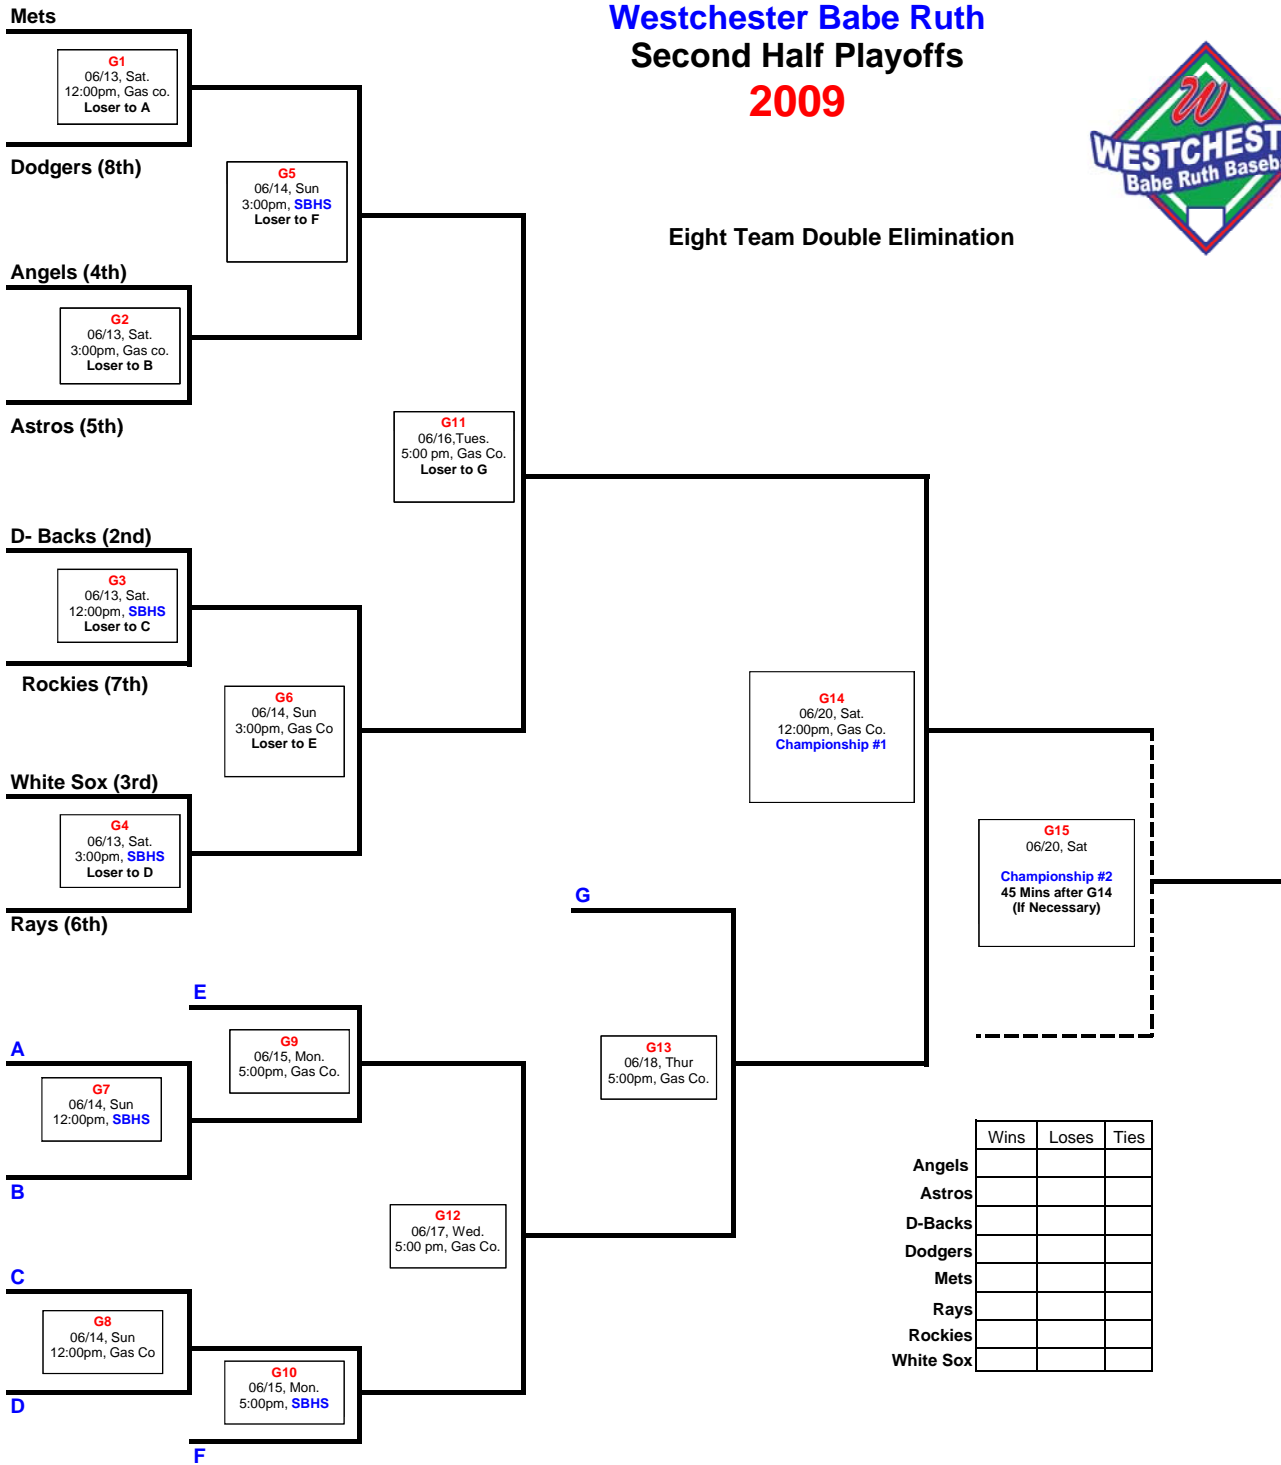 Westchester Babe Ruth
Second Half Playoffs
2009
W
WESTCHEST
Babe Ruth Baseba
Eight Team Double Elimination
Mets
G1
06/13, Sat.
12:00pm, Gas co.
Loser to A
Dodgers (8th)
G5
06/14, Sun
3:00pm, SBHS
Loser to F
Angels (4th)
G2
06/13, Sat.
3:00pm, Gas co.
Loser to B
Astros (5th)
G11
06/16,Tues.
5:00 pm, Gas Co.
Loser to G
D- Backs (2nd)
G3
06/13, Sat.
12:00pm, SBHS
Loser to C
Rockies (7th)
G6
06/14, Sun
3:00pm, Gas Co
Loser to E
White Sox (3rd)
G4
06/13, Sat.
3:00pm, SBHS
Loser to D
Rays (6th)
G14
06/20, Sat.
12:00pm, Gas Co.
Championship #1
G15
06/20, Sat
Championship #2
45 Mins after G14
(If Necessary)
G
E
G9
06/15, Mon.
5:00pm, Gas Co.
A
G7
06/14, Sun
12:00pm, SBHS
B
G13
06/18, Thur
5:00pm, Gas Co.
G12
06/17, Wed.
5:00 pm, Gas Co.
C
G8
06/14, Sun
12:00pm, Gas Co
D
G10
06/15, Mon.
5:00pm, SBHS
F
Wins Loses Ties
Angels
Astros
D-Backs
Dodgers
Mets
Rays
Rockies
White Sox